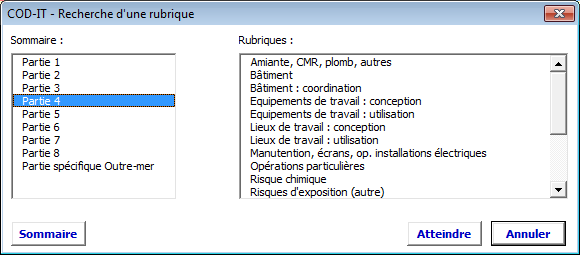 COD-IT - Recherche d'une rubrique
Sommaire :
Partie 1
Partie 2
Partie 3
Partie 4
Partie 5
Partie 6
Partie 7
Partie 8
Partie spécifique Outre-mer
Rubriques :
Amiante, CMR, plomb, autres
Bâtiment
Bâtiment : coordination
Equipements de travail : conception
Equipements de travail : utilisation
Lieux de travail : conception
Lieux de travail : utilisation
Manutention, écrans, op. installations électriques
Opérations particulières
Risque chimique
Risques d'exposition (autre)
Sommaire
Atteindre
Annuler